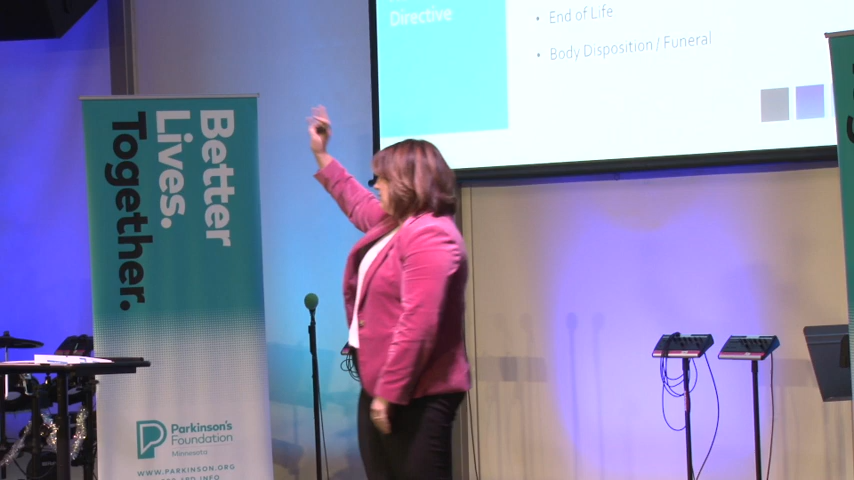 Directive
• End of Life
• Body Disposition / Funeral
Better
Lives.
Together.
Parkinson's
Foundation
Minnesota
WWW.PARKINSON.ORG